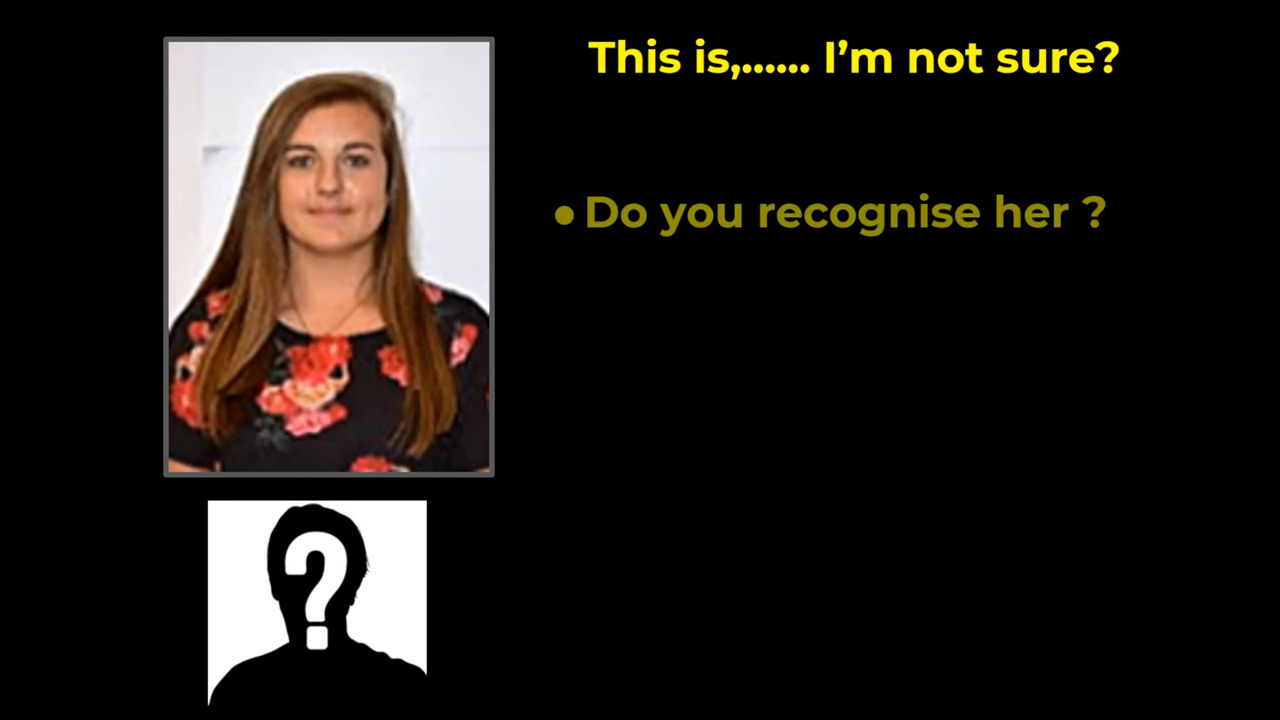 This is,...... I’m not sure?
• Do you recognise her ?
?